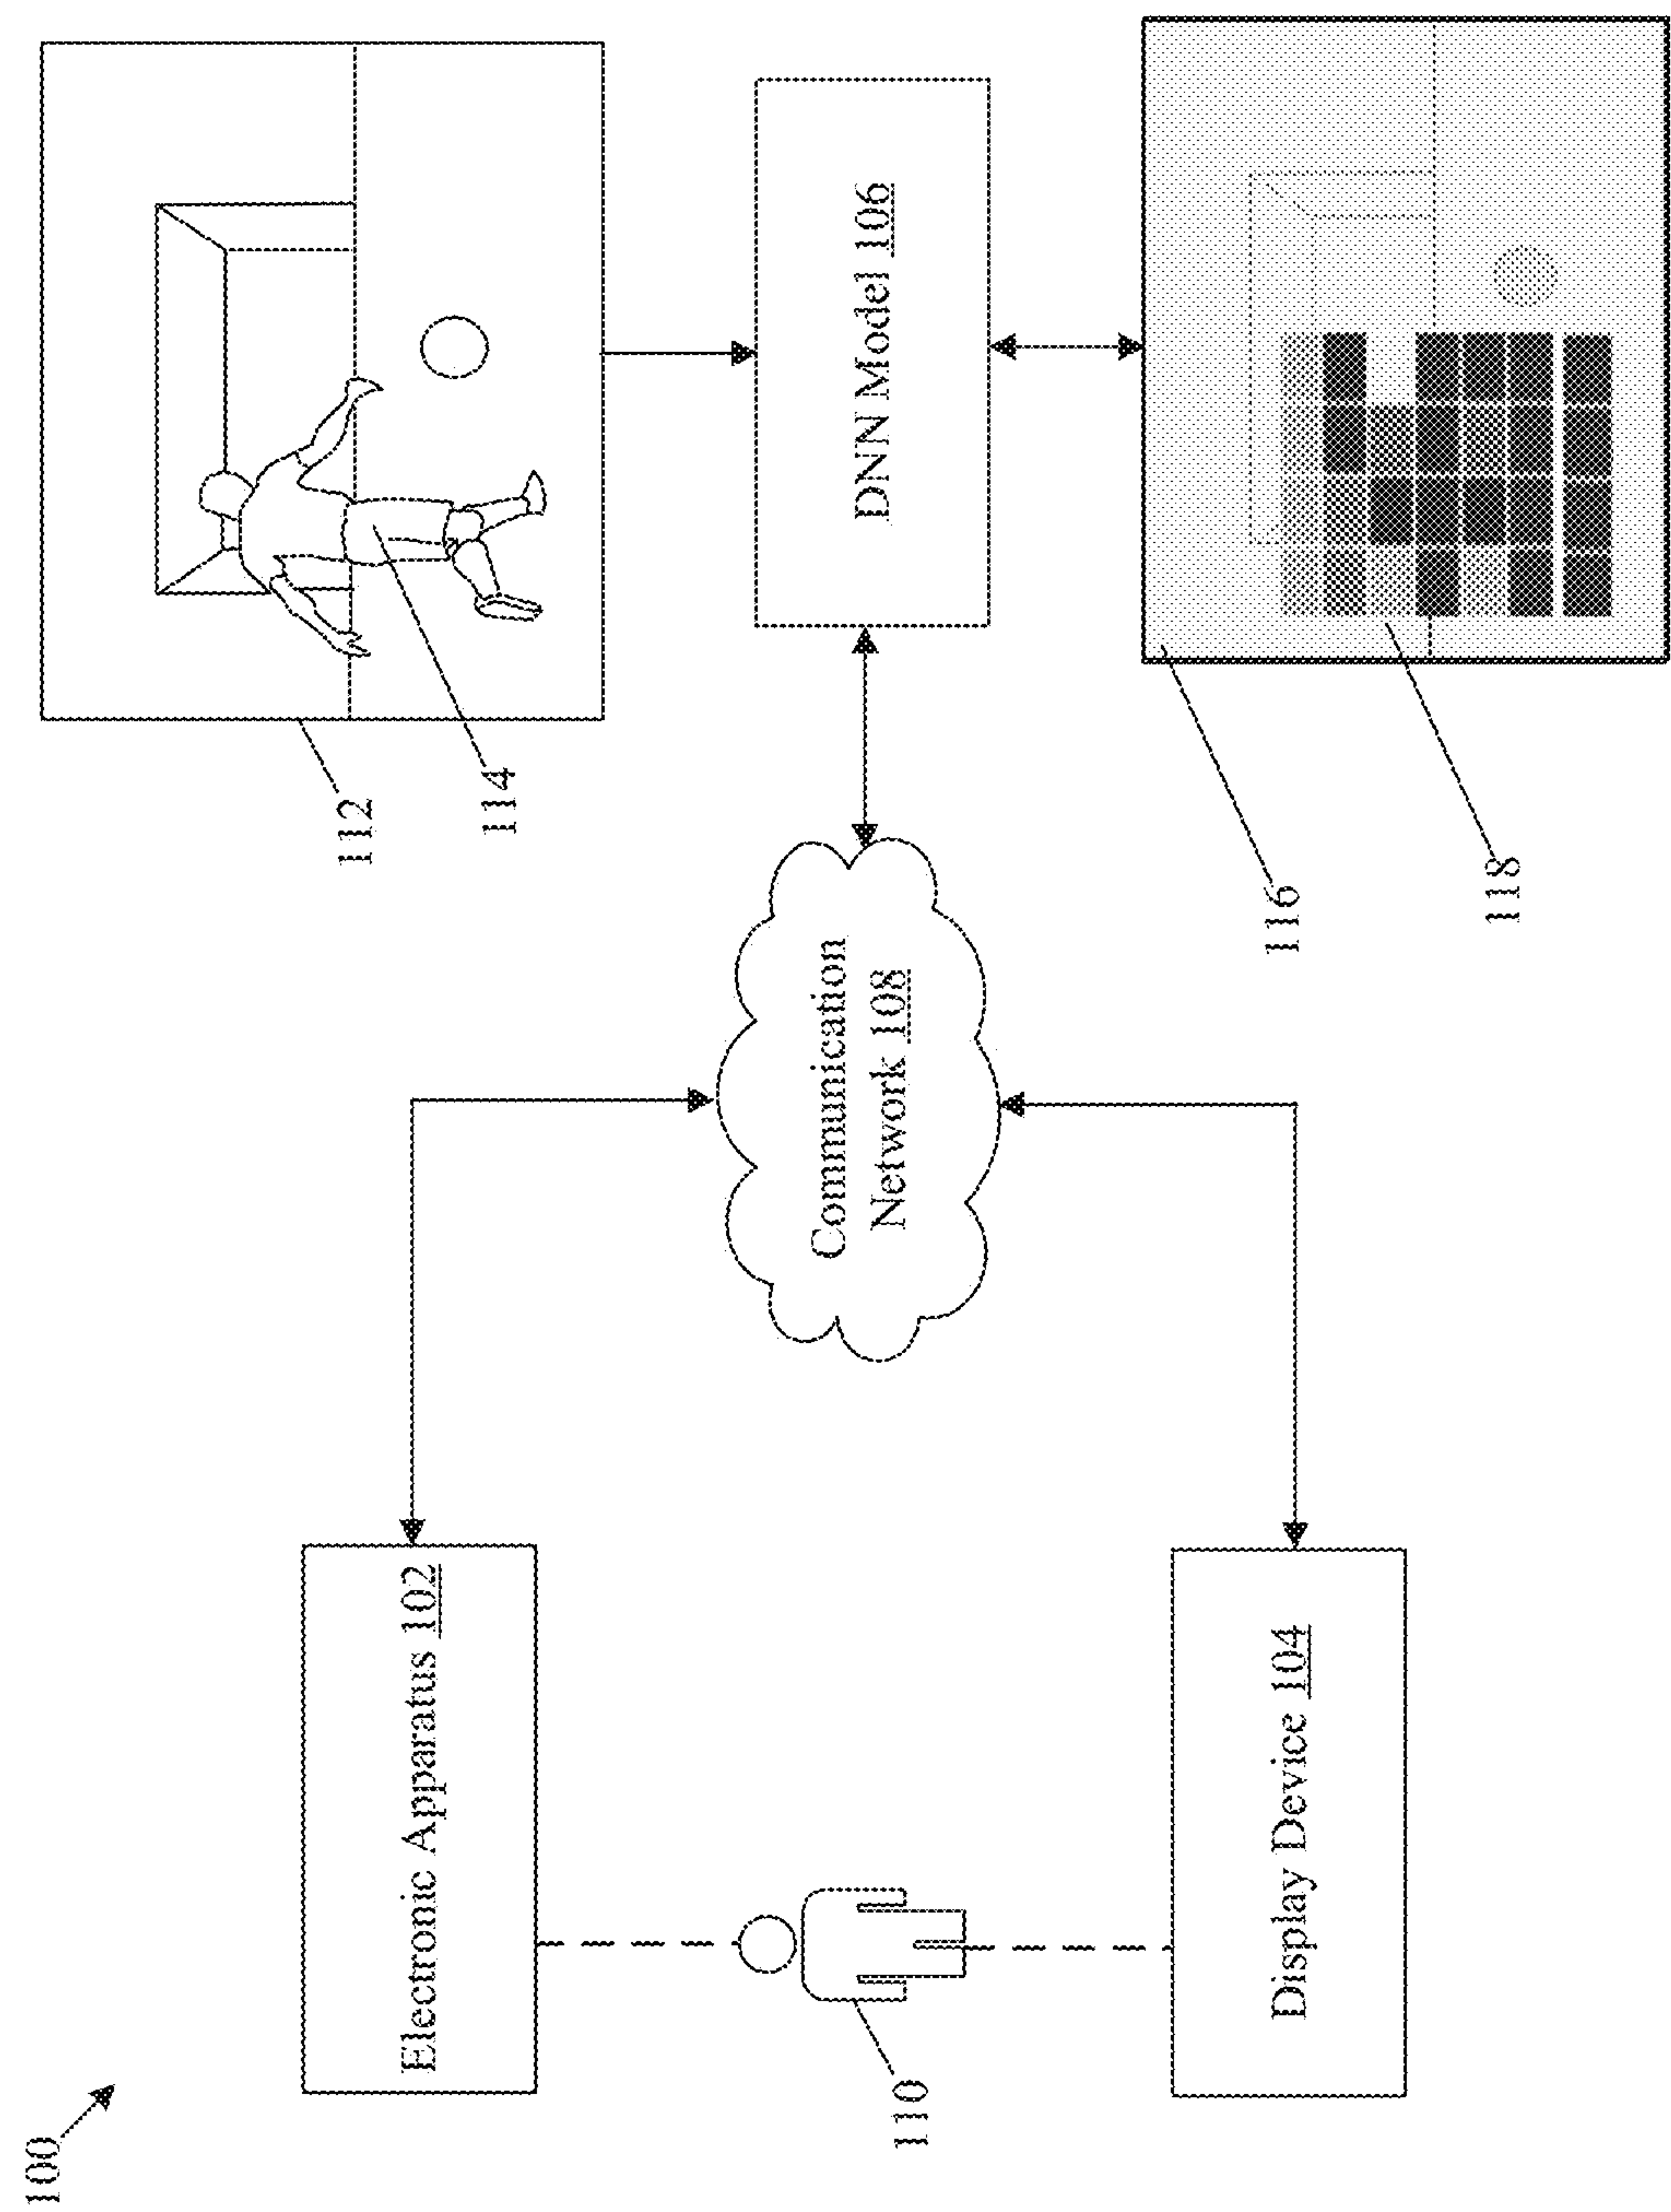 100
Electronic Apparatus 102
110
Display Device 104
Communication
Network 108
112
114
DNN Model 106
116
118